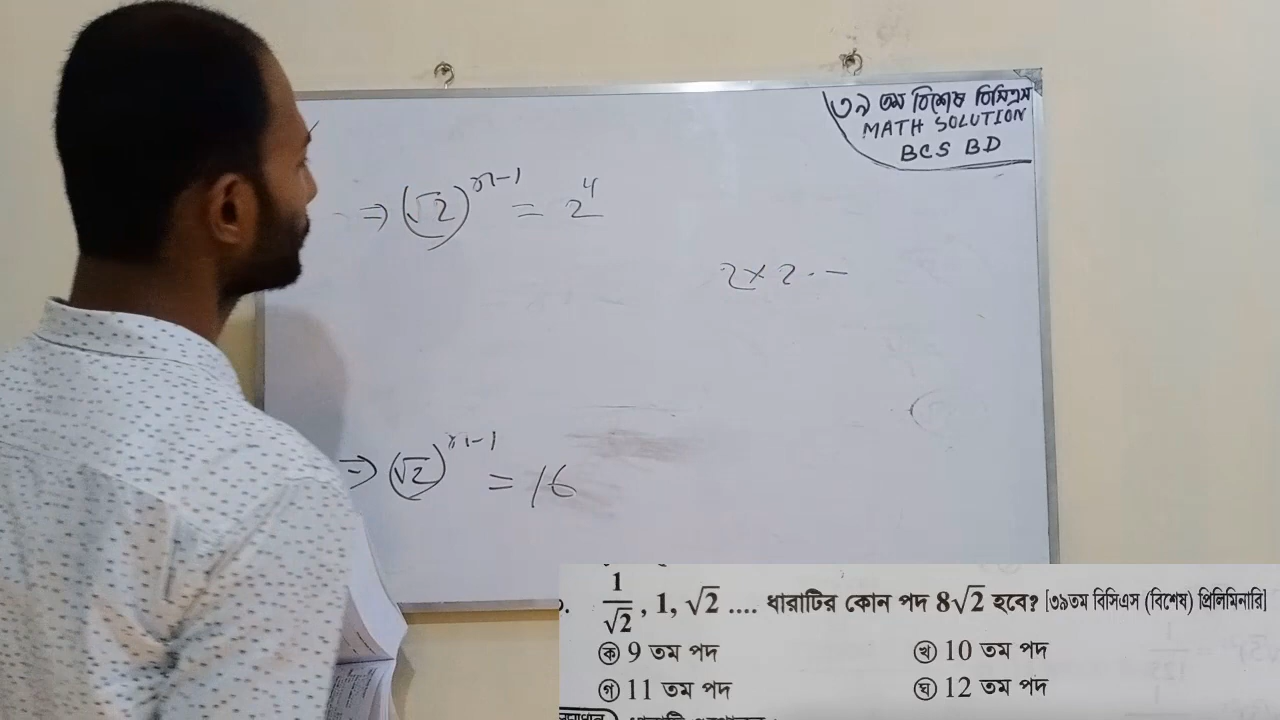 ৩৯ তম বিশেষ বিসিএস
MATH SOLUTION
BCS BD
⇒ (√2)^{n-1} = 2^4
2 × 2 . —
⇒ (√2)^{n-1} = 16
1/√2, 1, √2 .... ধারাটির কোন পদ 8√2 হবে? [৩৯তম বিসিএস (বিশেষ) প্রিলিমিনারি]
ক 9 তম পদ
খ 10 তম পদ
গ 11 তম পদ
ঘ 12 তম পদ